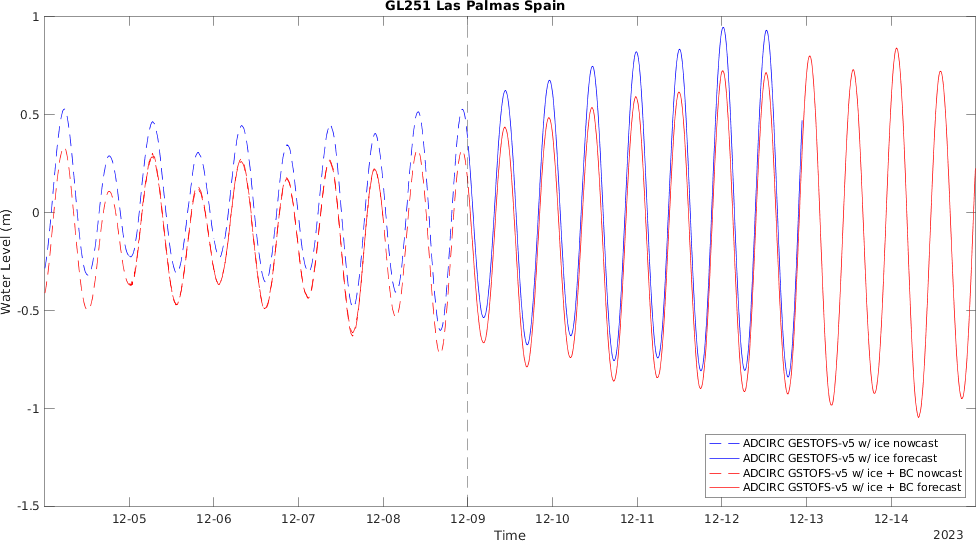 GL251 Las Palmas Spain
1
0.5
0
-0.5
-1
-1.5
Water Level (m)
12-05 12-06 12-07 12-08 12-09 12-10 12-11 12-12 12-13 12-14
Time
2023
ADCIRC GESTOFS-v5 w/ ice nowcast
ADCIRC GESTOFS-v5 w/ ice forecast
ADCIRC GSTOFS-v5 w/ ice + BC nowcast
ADCIRC GSTOFS-v5 w/ ice + BC forecast